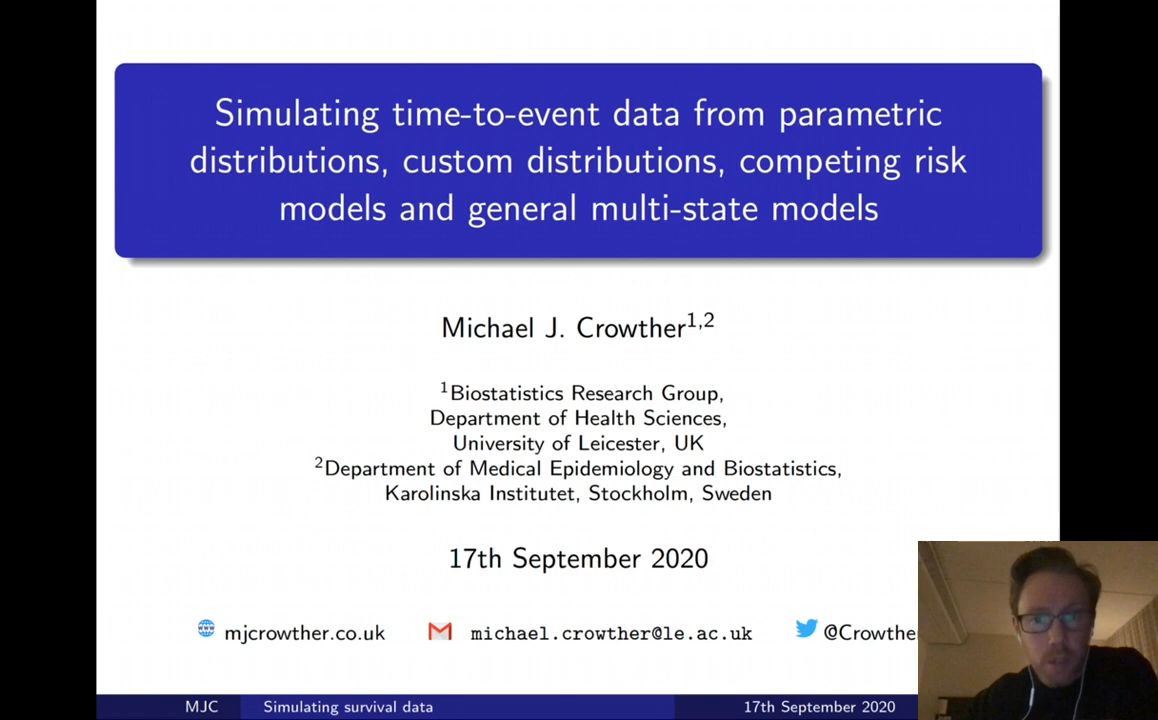 Simulating time-to-event data from parametric
distributions, custom distributions, competing risk
models and general multi-state models
Michael J. Crowther1,2
1Biostatistics Research Group,
Department of Health Sciences,
University of Leicester, UK
2Department of Medical Epidemiology and Biostatistics,
Karolinska Institutet, Stockholm, Sweden
17th September 2020
www mjcrowther.co.uk michael.crowther@le.ac.uk @Crowthe
MJC Simulating survival data 17th September 2020